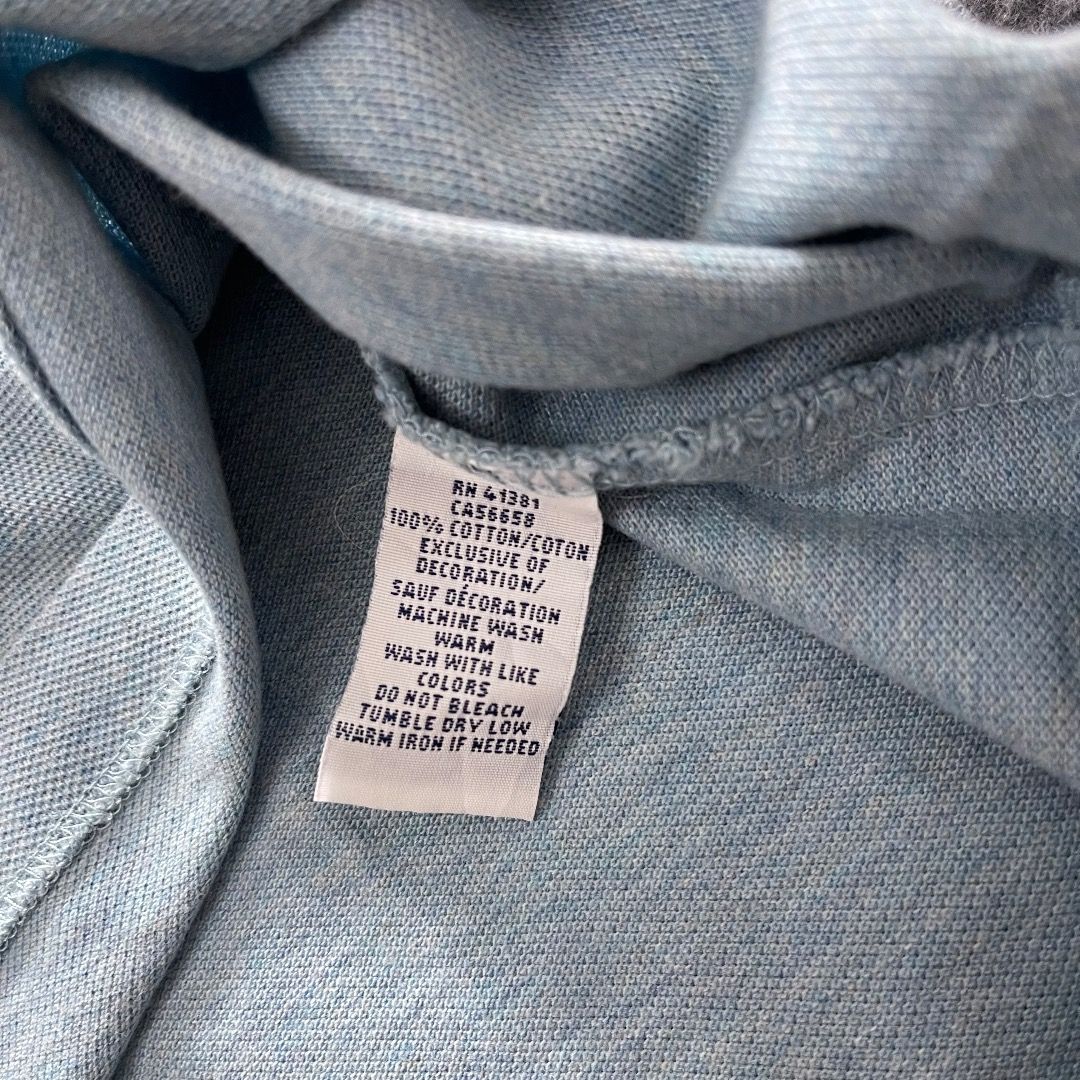 RN 41381
CA56658
100% COTTON/COTON
EXCLUSIVE OF
DECORATION/
SAUF DÉCORATION
MACHINE WASH
WARM
WASH WITH LIKE
COLORS
DO NOT BLEACH
TUMBLE DRY LOW
WARM IRON IF NEEDED